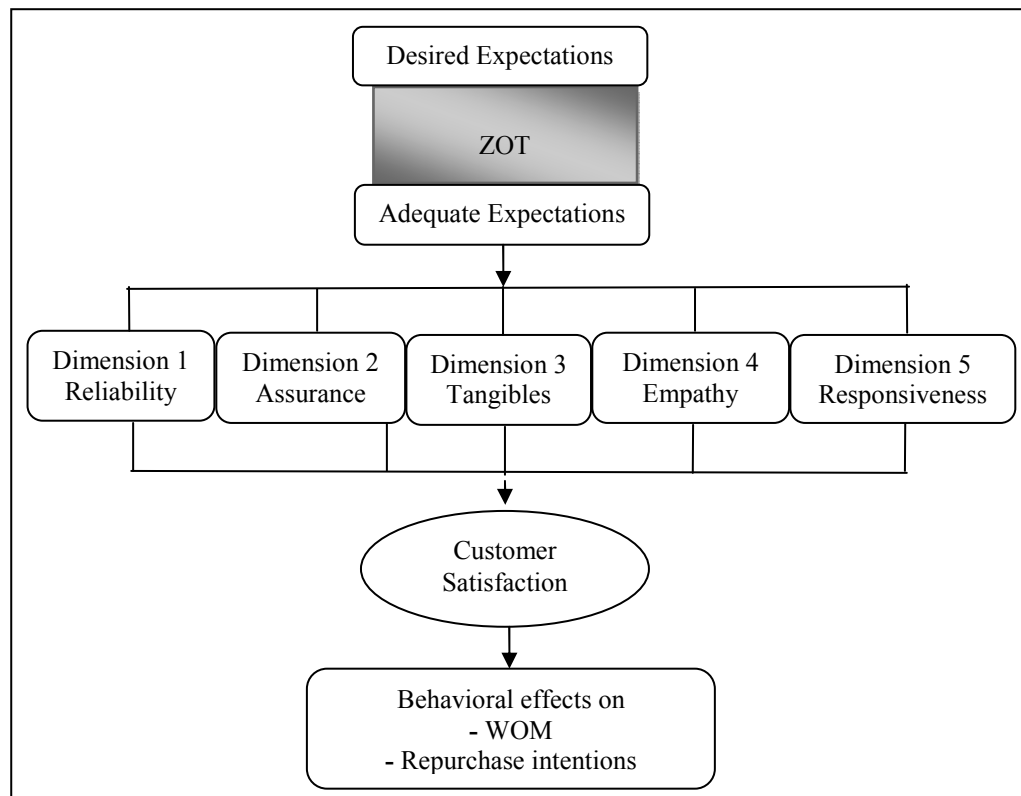 Desired Expectations
ZOT
Adequate Expectations
Dimension 1
Reliability
Dimension 2
Assurance
Dimension 3
Tangibles
Dimension 4
Empathy
Dimension 5
Responsiveness
Customer
Satisfaction
Behavioral effects on
- WOM
- Repurchase intentions